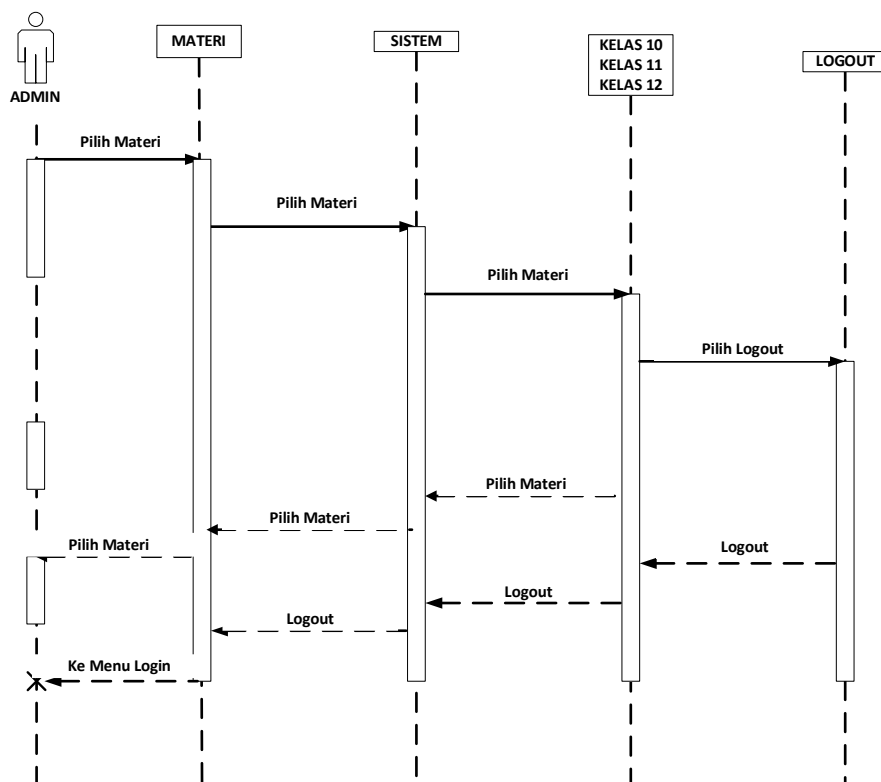 MATERI
SISTEM
KELAS 10
KELAS 11
KELAS 12
LOGOUT
ADMIN
Pilih Materi
Pilih Materi
Pilih Materi
Pilih Logout
Pilih Materi
Pilih Materi
Pilih Materi
Logout
Logout
Logout
Ke Menu Login